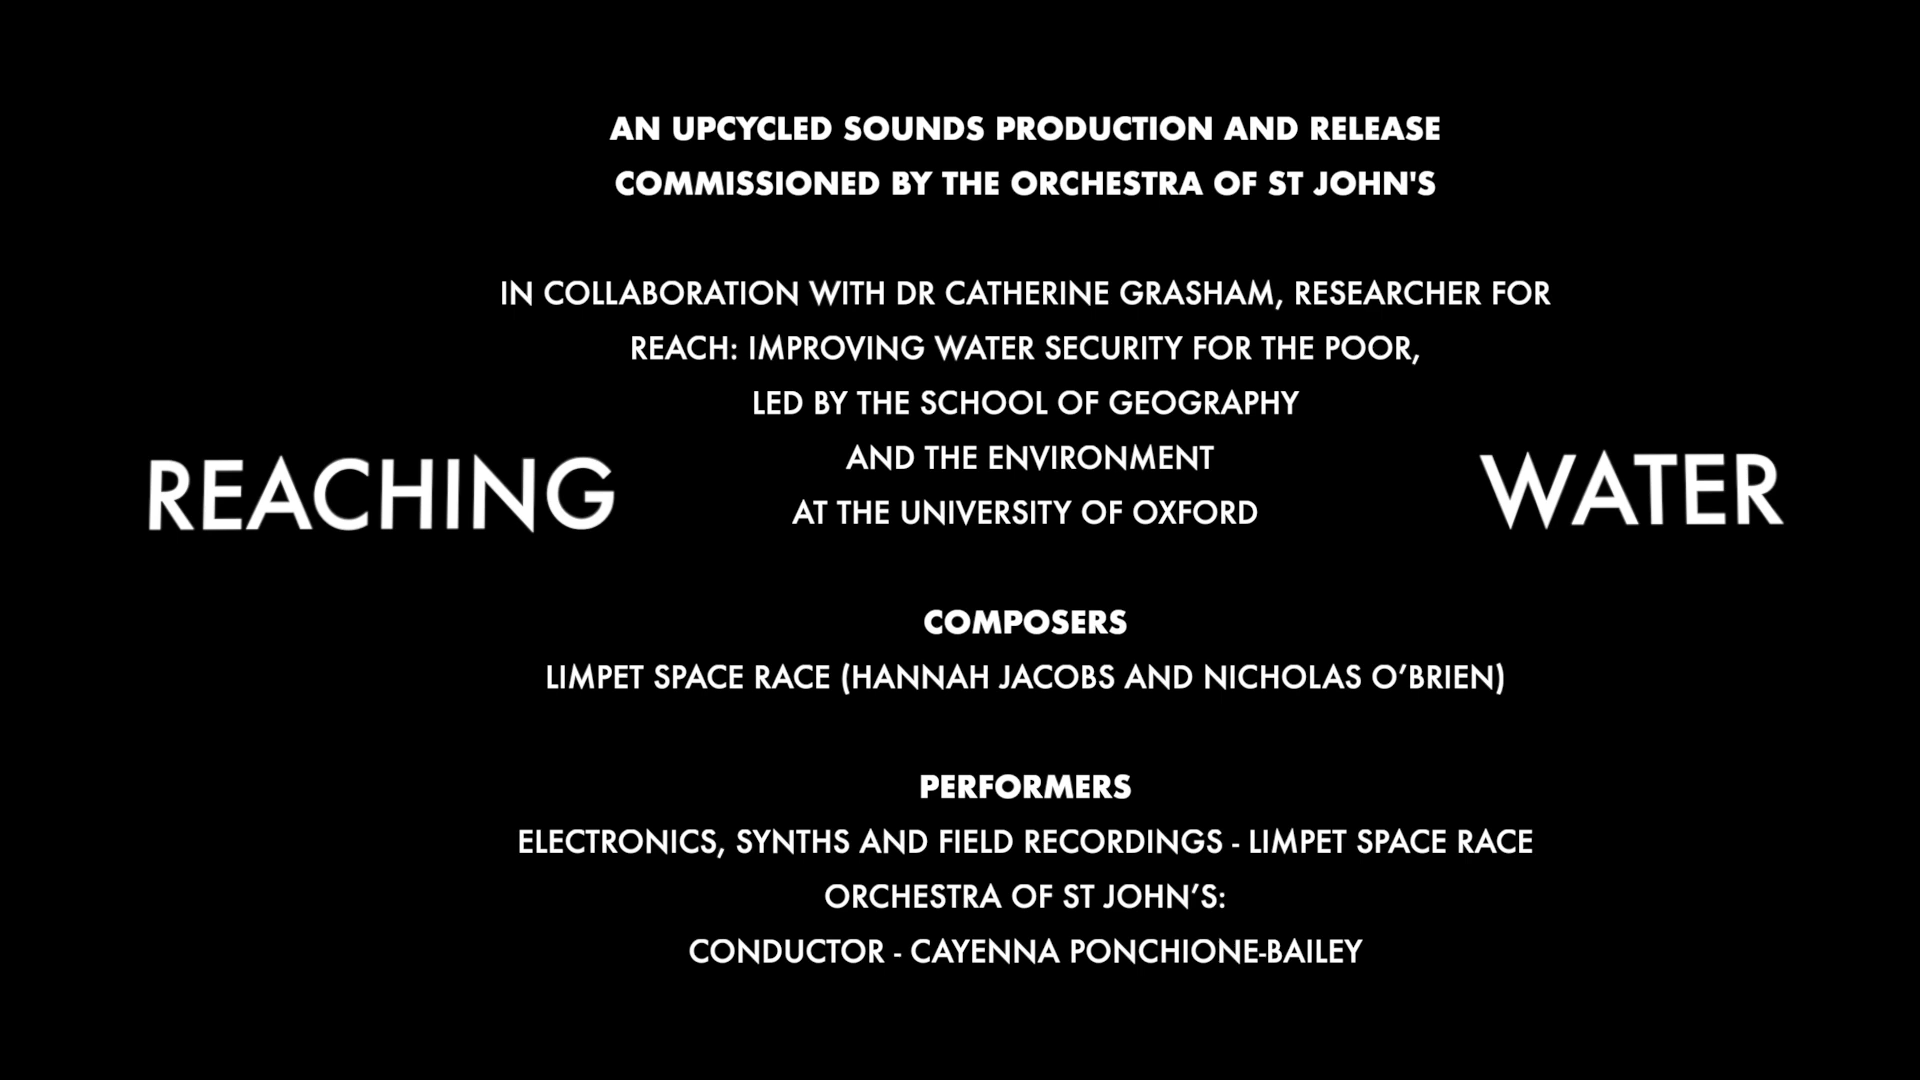 AN UPCYCLED SOUNDS PRODUCTION AND RELEASE
COMMISSIONED BY THE ORCHESTRA OF ST JOHN'S
IN COLLABORATION WITH DR CATHERINE GRASHAM, RESEARCHER FOR
REACH: IMPROVING WATER SECURITY FOR THE POOR,
LED BY THE SCHOOL OF GEOGRAPHY
AND THE ENVIRONMENT
AT THE UNIVERSITY OF OXFORD
REACHING
WATER
COMPOSERS
LIMPET SPACE RACE (HANNAH JACOBS AND NICHOLAS O’BRIEN)
PERFORMERS
ELECTRONICS, SYNTHS AND FIELD RECORDINGS - LIMPET SPACE RACE
ORCHESTRA OF ST JOHN’S:
CONDUCTOR - CAYENNA PONCHIONE-BAILEY